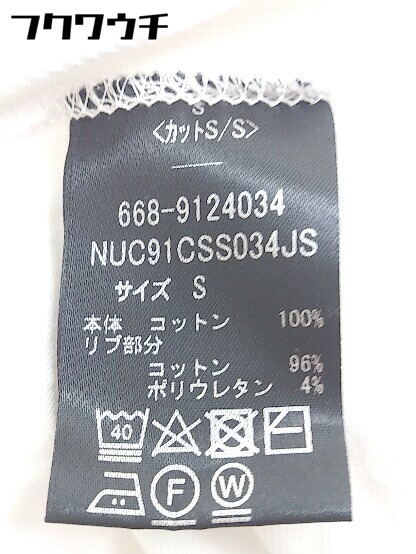 フクワウチ
S
<カットS/S>
668-9124034
NUC91CSS034JS
サイズ S
本体 コットン 100%
リブ部分
コットン 96%
ポリウレタン 4%
40
F W